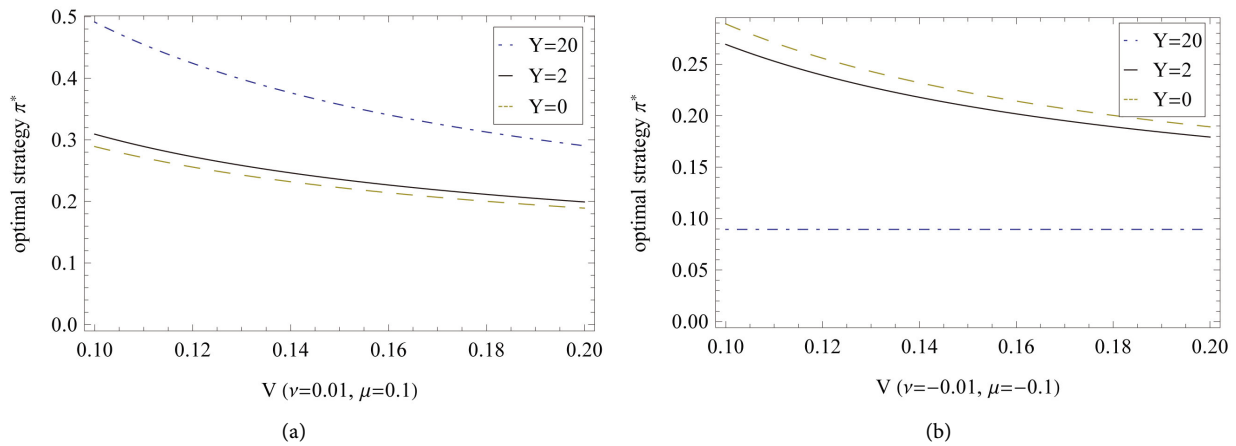 0.5
0.4
0.3
0.2
0.1
0.0
optimal strategy π*
Y=20
Y=2
Y=0
0.10 0.12 0.14 0.16 0.18 0.20
V (ν=0.01, μ=0.1)
(a)
0.25
0.20
0.15
0.10
0.05
0.00
optimal strategy π*
Y=20
Y=2
Y=0
0.10 0.12 0.14 0.16 0.18 0.20
V (ν=−0.01, μ=−0.1)
(b)